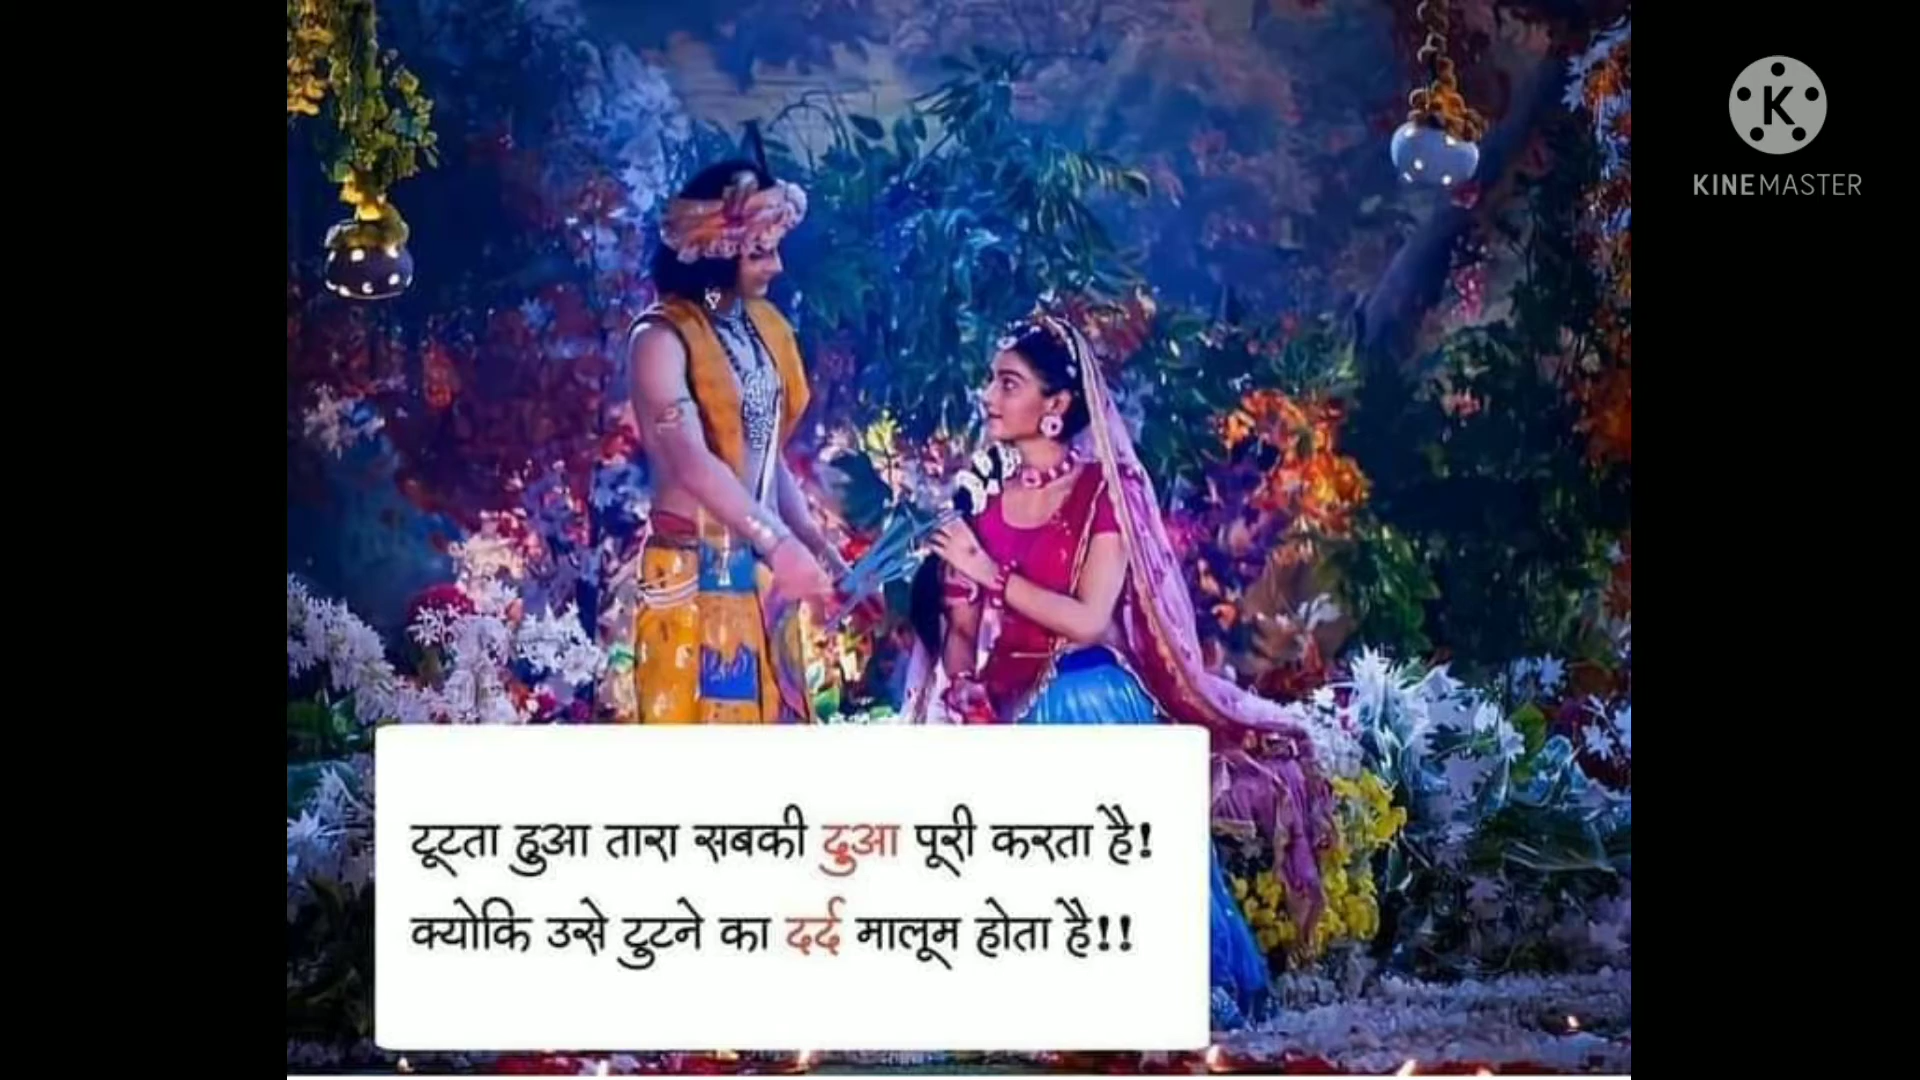 KINEMASTER
टूटता हुआ तारा सबकी दुआ पूरी करता है!
क्योकि उसे टुटने का दर्द मालूम होता है!!